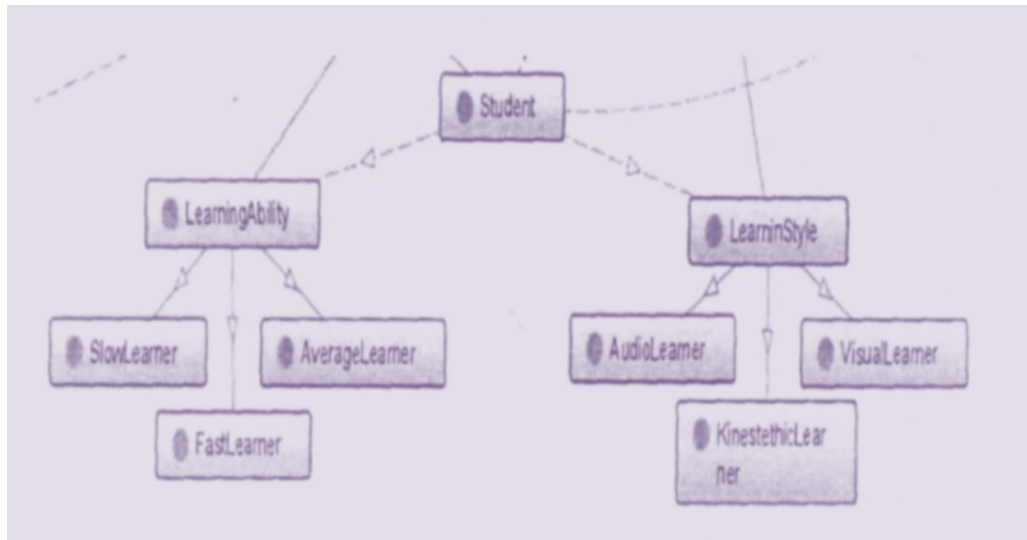 Student
LearningAbility
LearninStyle
SlowLearner
AverageLearner
AudioLearner
VisualLearner
FastLearner
KinestethicLear
ner